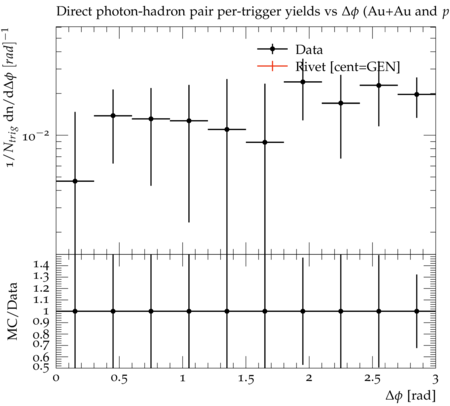 Direct photon-hadron pair per-trigger yields vs Δϕ (Au+Au and p
Data
Rivet [cent=GEN]
1/N_trig dn/dΔϕ [rad]⁻¹
10⁻²
MC/Data
1.4
1.3
1.2
1.1
1
0.9
0.8
0.7
0.6
0.5
0 0.5 1 1.5 2 2.5 3
Δϕ [rad]